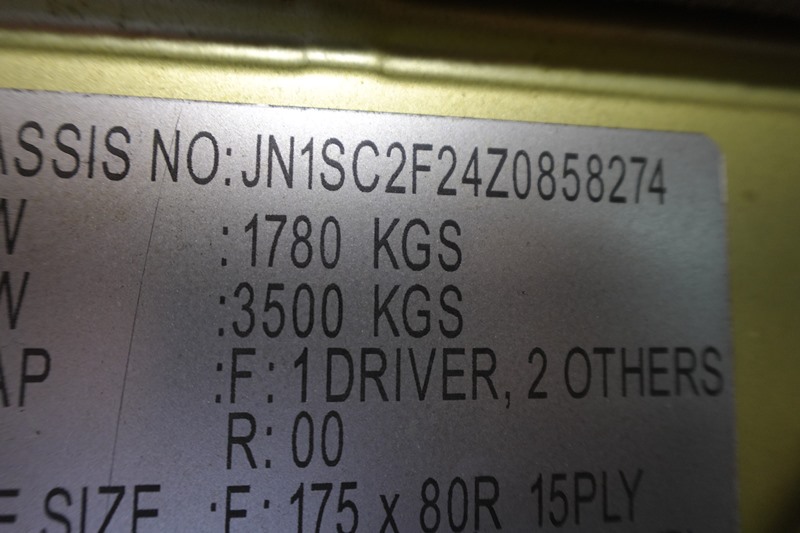 ASSIS NO:JN1SC2F24Z0858274
W :1780 KGS
W :3500 KGS
AP :F: 1 DRIVER, 2 OTHERS
R: 00
E SIZE :F: 175 x 80R 15PLY